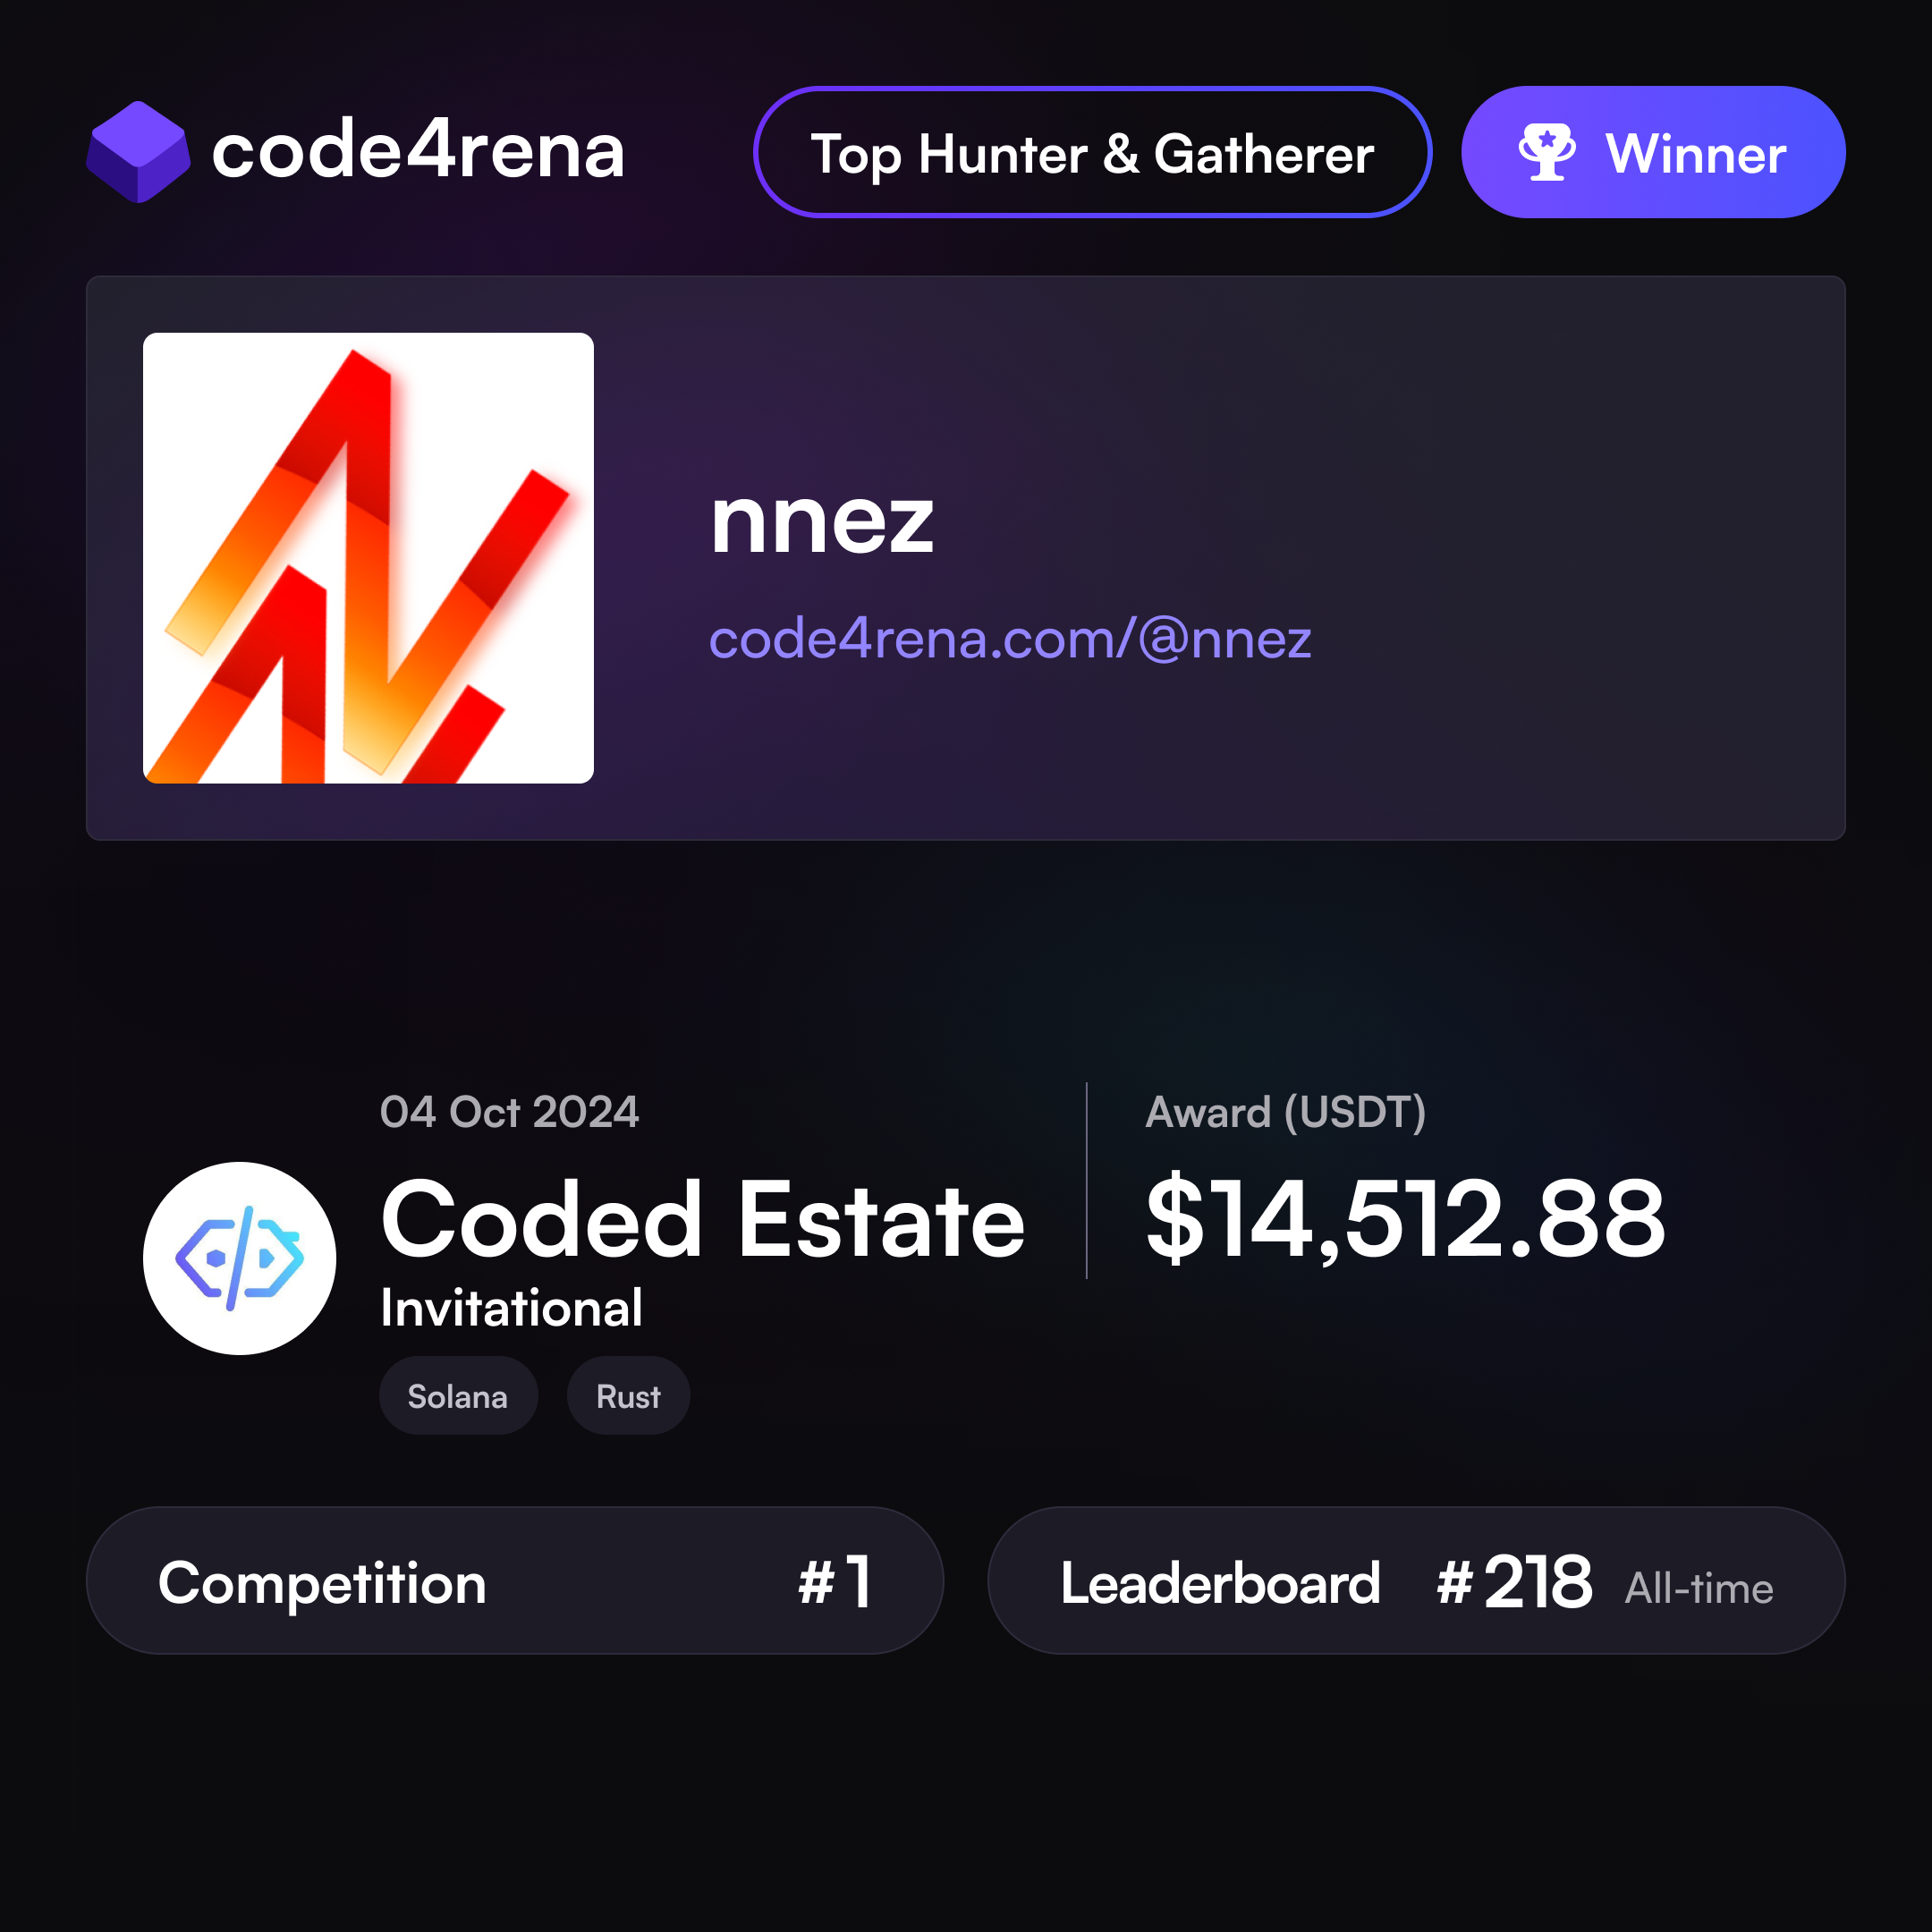 code4rena
Top Hunter & Gatherer
Winner
nnez
code4rena.com/@nnez
04 Oct 2024
Coded Estate
Invitational
Solana
Rust
Award (USDT)
$14,512.88
Competition #1
Leaderboard #218 All-time